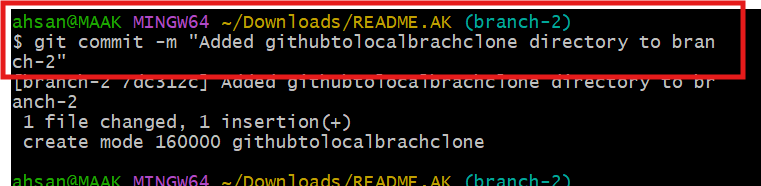 ahsan@MAAK MINGW64 ~/Downloads/README.AK (branch-2)
$ git commit -m "Added githubtolocalbrachclone directory to bran
ch-2"
[branch-2 7dc312c] Added githubtolocalbrachclone directory to br
anch-2
 1 file changed, 1 insertion(+)
 create mode 160000 githubtolocalbrachclone
ahsan@MAAK MINGW64 ~/Downloads/README.AK (branch-2)